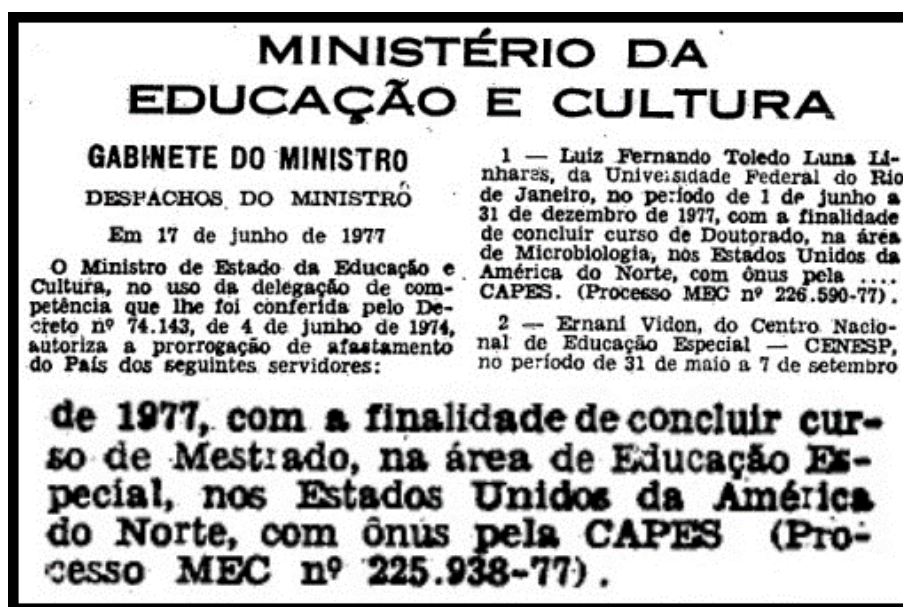 MINISTÉRIO DA
EDUCAÇÃO E CULTURA
GABINETE DO MINISTRO
DESPACHOS DO MINISTRO
Em 17 de junho de 1977
O Ministro de Estado da Educação e
Cultura, no uso da delegação de com-
petência que lhe foi conferida pelo De-
creto nº 74.143, de 4 de junho de 1974,
autoriza a prorrogação de afastamento
do País dos seguintes servidores:
1 — Luiz Fernando Toledo Luna Li-
nhares, da Universidade Federal do Rio
de Janeiro, no período de 1 de junho a
31 de dezembro de 1977, com a finalidade
de concluir curso de Doutorado, na área
de Microbiologia, nos Estados Unidos da
América do Norte, com ônus pela ....
CAPES. (Processo MEC nº 226.590-77).
2 — Ernani Vidon, do Centro Nacio-
nal de Educação Especial — CENESP,
no período de 31 de maio a 7 de setembro
de 1977, com a finalidade de concluir cur-
so de Mestrado, na área de Educação Es-
pecial, nos Estados Unidos da América
do Norte, com ônus pela CAPES (Pro-
cesso MEC nº 225.938-77).